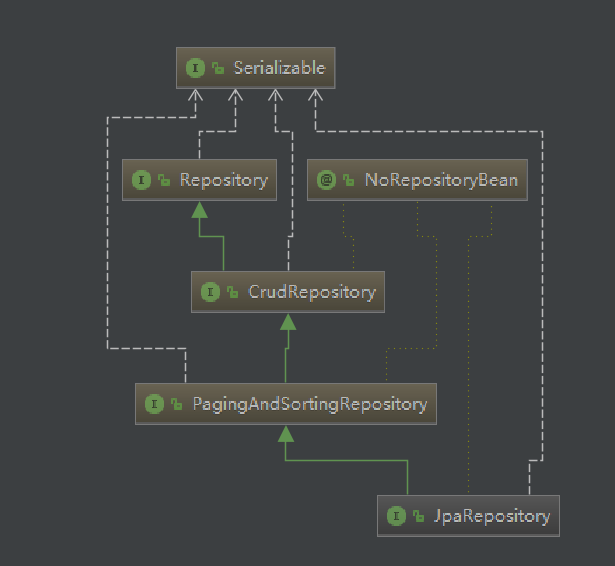 I Serializable
I Repository
@ NoRepositoryBean
I CrudRepository
I PagingAndSortingRepository
I JpaRepository